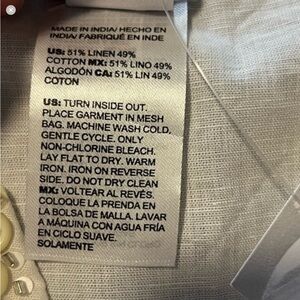 MADE IN INDIA/ HECHO EN
INDIA/ FABRIQUÉ EN INDE
US: 51% LINEN 49%
COTTON MX: 51% LINO 49%
ALGODÓN CA: 51% LIN 49%
COTON
US: TURN INSIDE OUT.
PLACE GARMENT IN MESH
BAG. MACHINE WASH COLD,
GENTLE CYCLE. ONLY
NON-CHLORINE BLEACH.
LAY FLAT TO DRY. WARM
IRON. IRON ON REVERSE
SIDE. DO NOT DRY CLEAN
MX: VOLTEAR AL REVÉS.
COLOQUE LA PRENDA EN
LA BOLSA DE MALLA. LAVAR
A MÁQUINA CON AGUA FRÍA
EN CICLO SUAVE.
SOLAMENTE